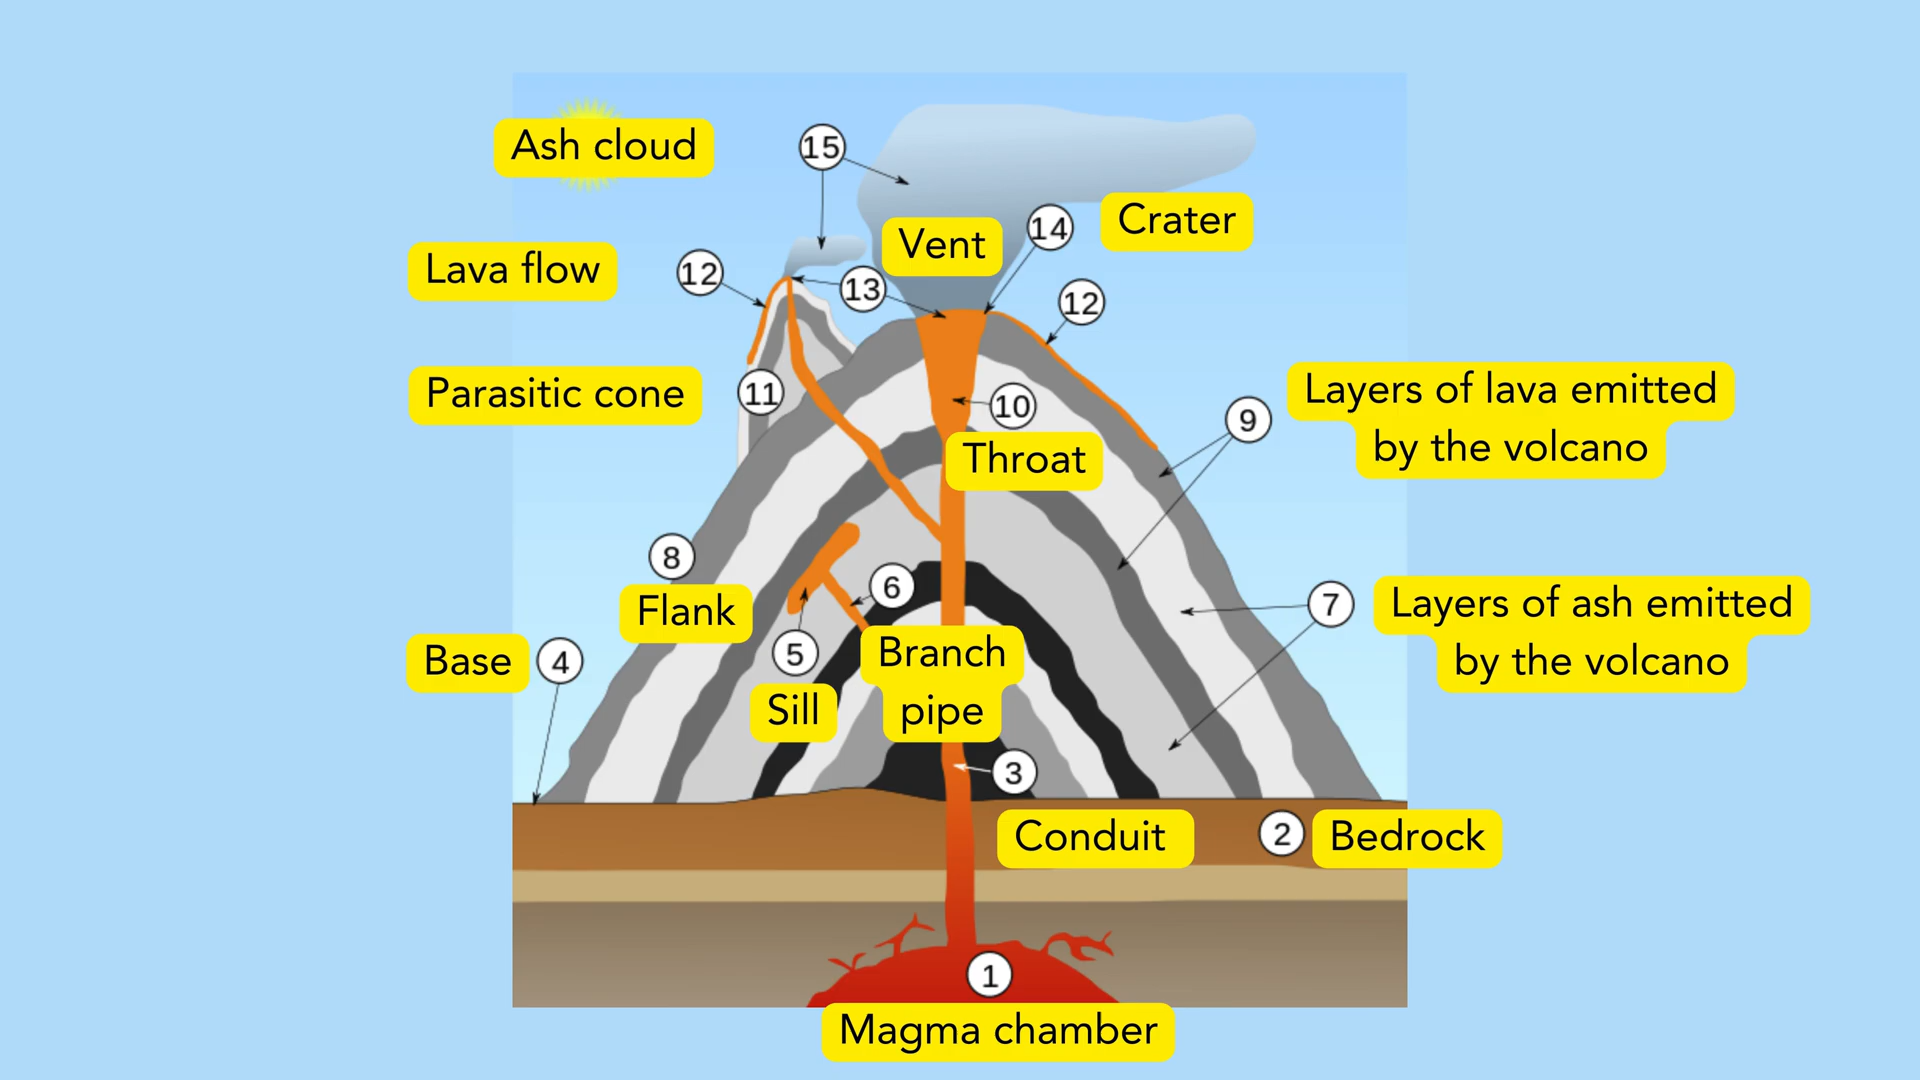 Ash cloud
15
Crater
14
Vent
Lava flow
12
13
12
Parasitic cone
11
10
Throat
9
Layers of lava emitted
by the volcano
8
Flank
6
5
Sill
Branch
pipe
7
Layers of ash emitted
by the volcano
Base
4
3
Conduit
2
Bedrock
1
Magma chamber